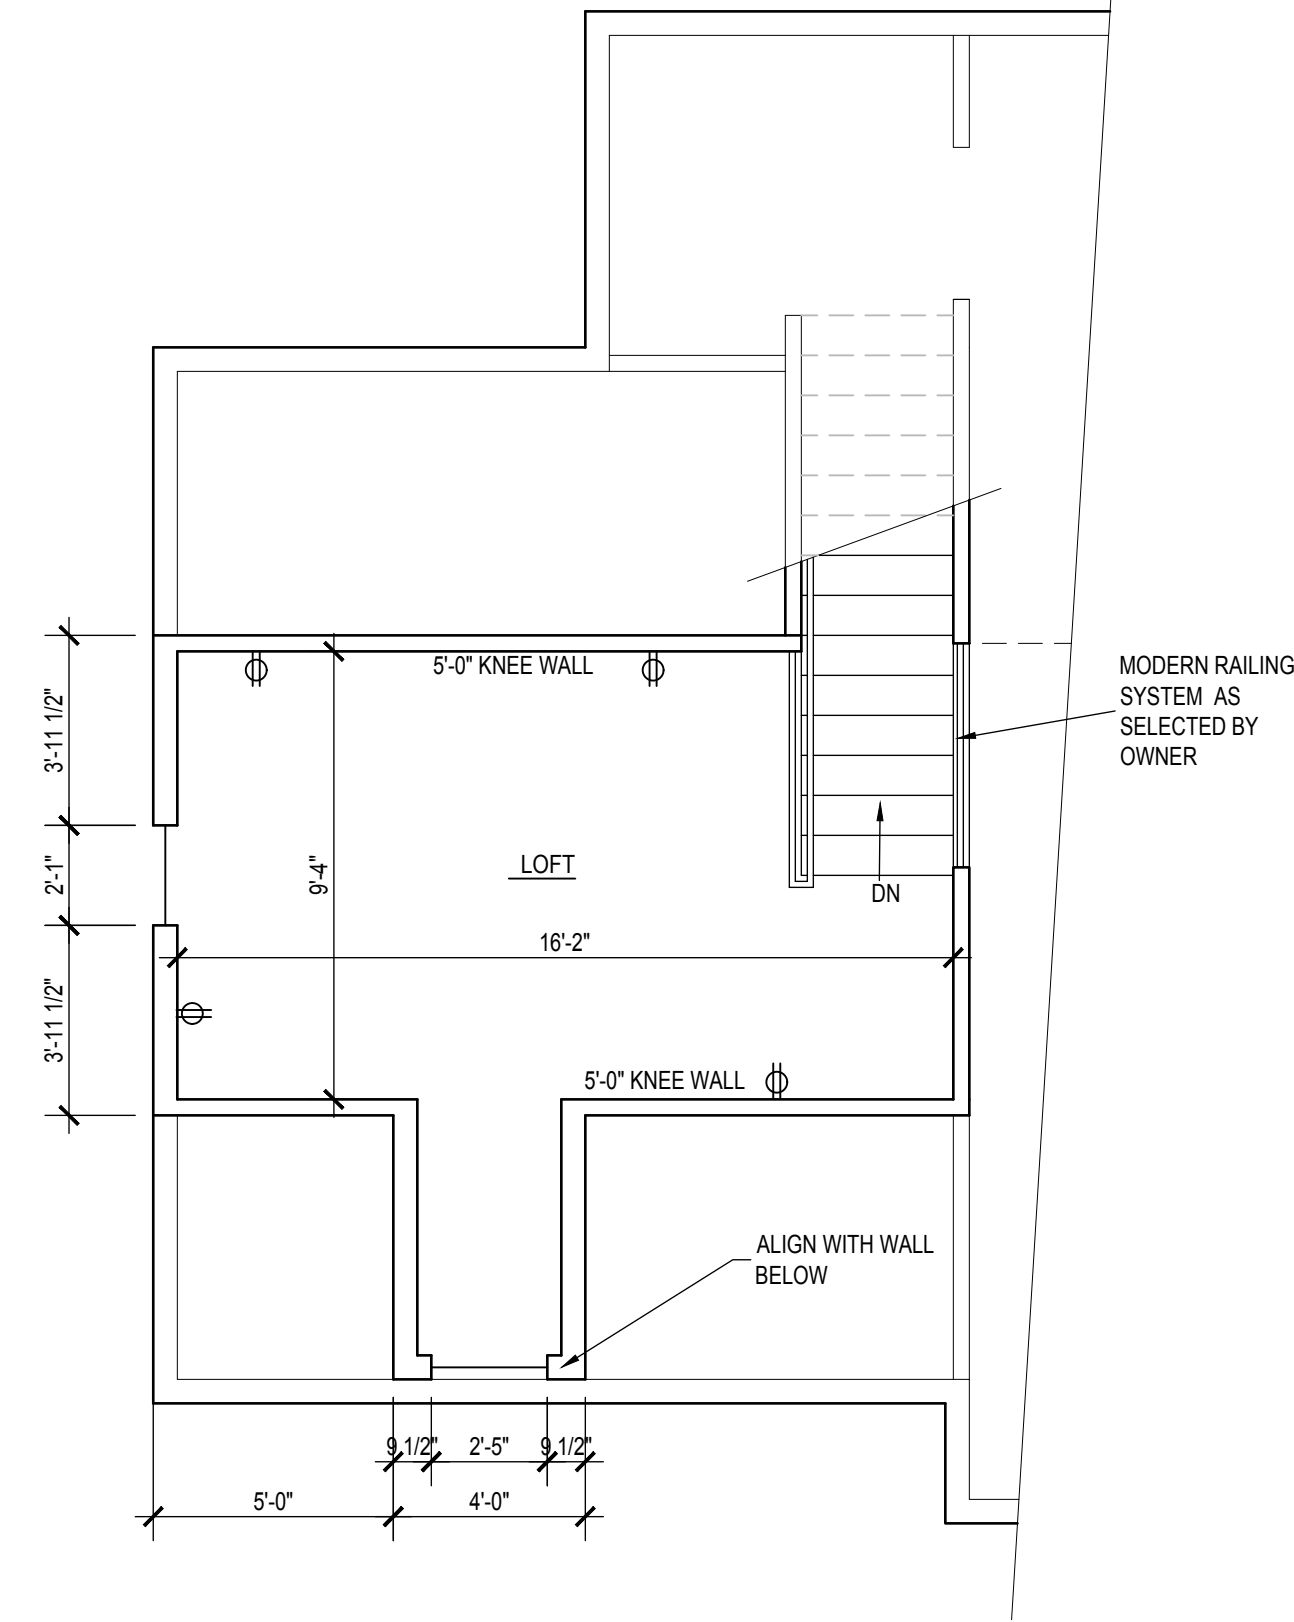 5'-0" KNEE WALL
MODERN RAILING
SYSTEM AS
SELECTED BY
OWNER
3'-11 1/2"
2'-1"
9'-4"
LOFT
DN
16'-2"
3'-11 1/2"
5'-0" KNEE WALL
ALIGN WITH WALL
BELOW
9 1/2" 2'-5" 9 1/2"
5'-0" 4'-0"